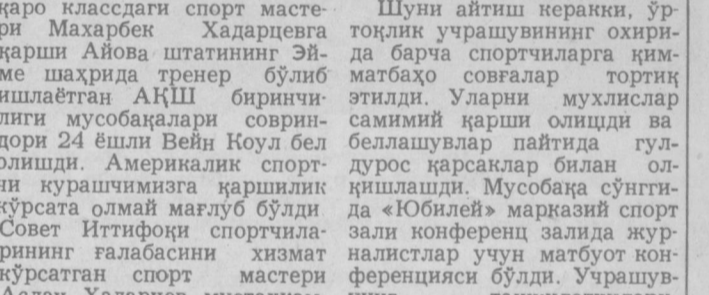 қаро классдаги спорт масте-
ри Махарбек Хадарцевга
қарши Айова штатининг Эй-
ме шаҳрида тренер бўлиб
ишлаётган АҚШ биринчи-
лиги мусобақалари соврин-
дори 24 ёшли Вейн Коул бел
олишди. Америкалик спорт-
чи курашчимизга қаршилик
кўрсата олмай мағлуб бўлди
Совет Иттифоқи спортчила-
рининг ғалабасини хизмат
кўрсатган спорт мастери
Шуни айтиш керакки, ўр-
тоқлик учрашувининг охири-
да барча спортчиларга қим-
матбаҳо совғалар тортиқ
этилди. Уларни мухлислар
самимий қарши олишди ва
беллашувлар пайтида гул-
дурос қарсаклар билан ол-
қишлашди. Мусобақа сўнгги-
да «Юбилей» марказий спорт
зали конференц залида жур-
налистлар учун матбуот кон-
ференцияси бўлди. Учрашув-